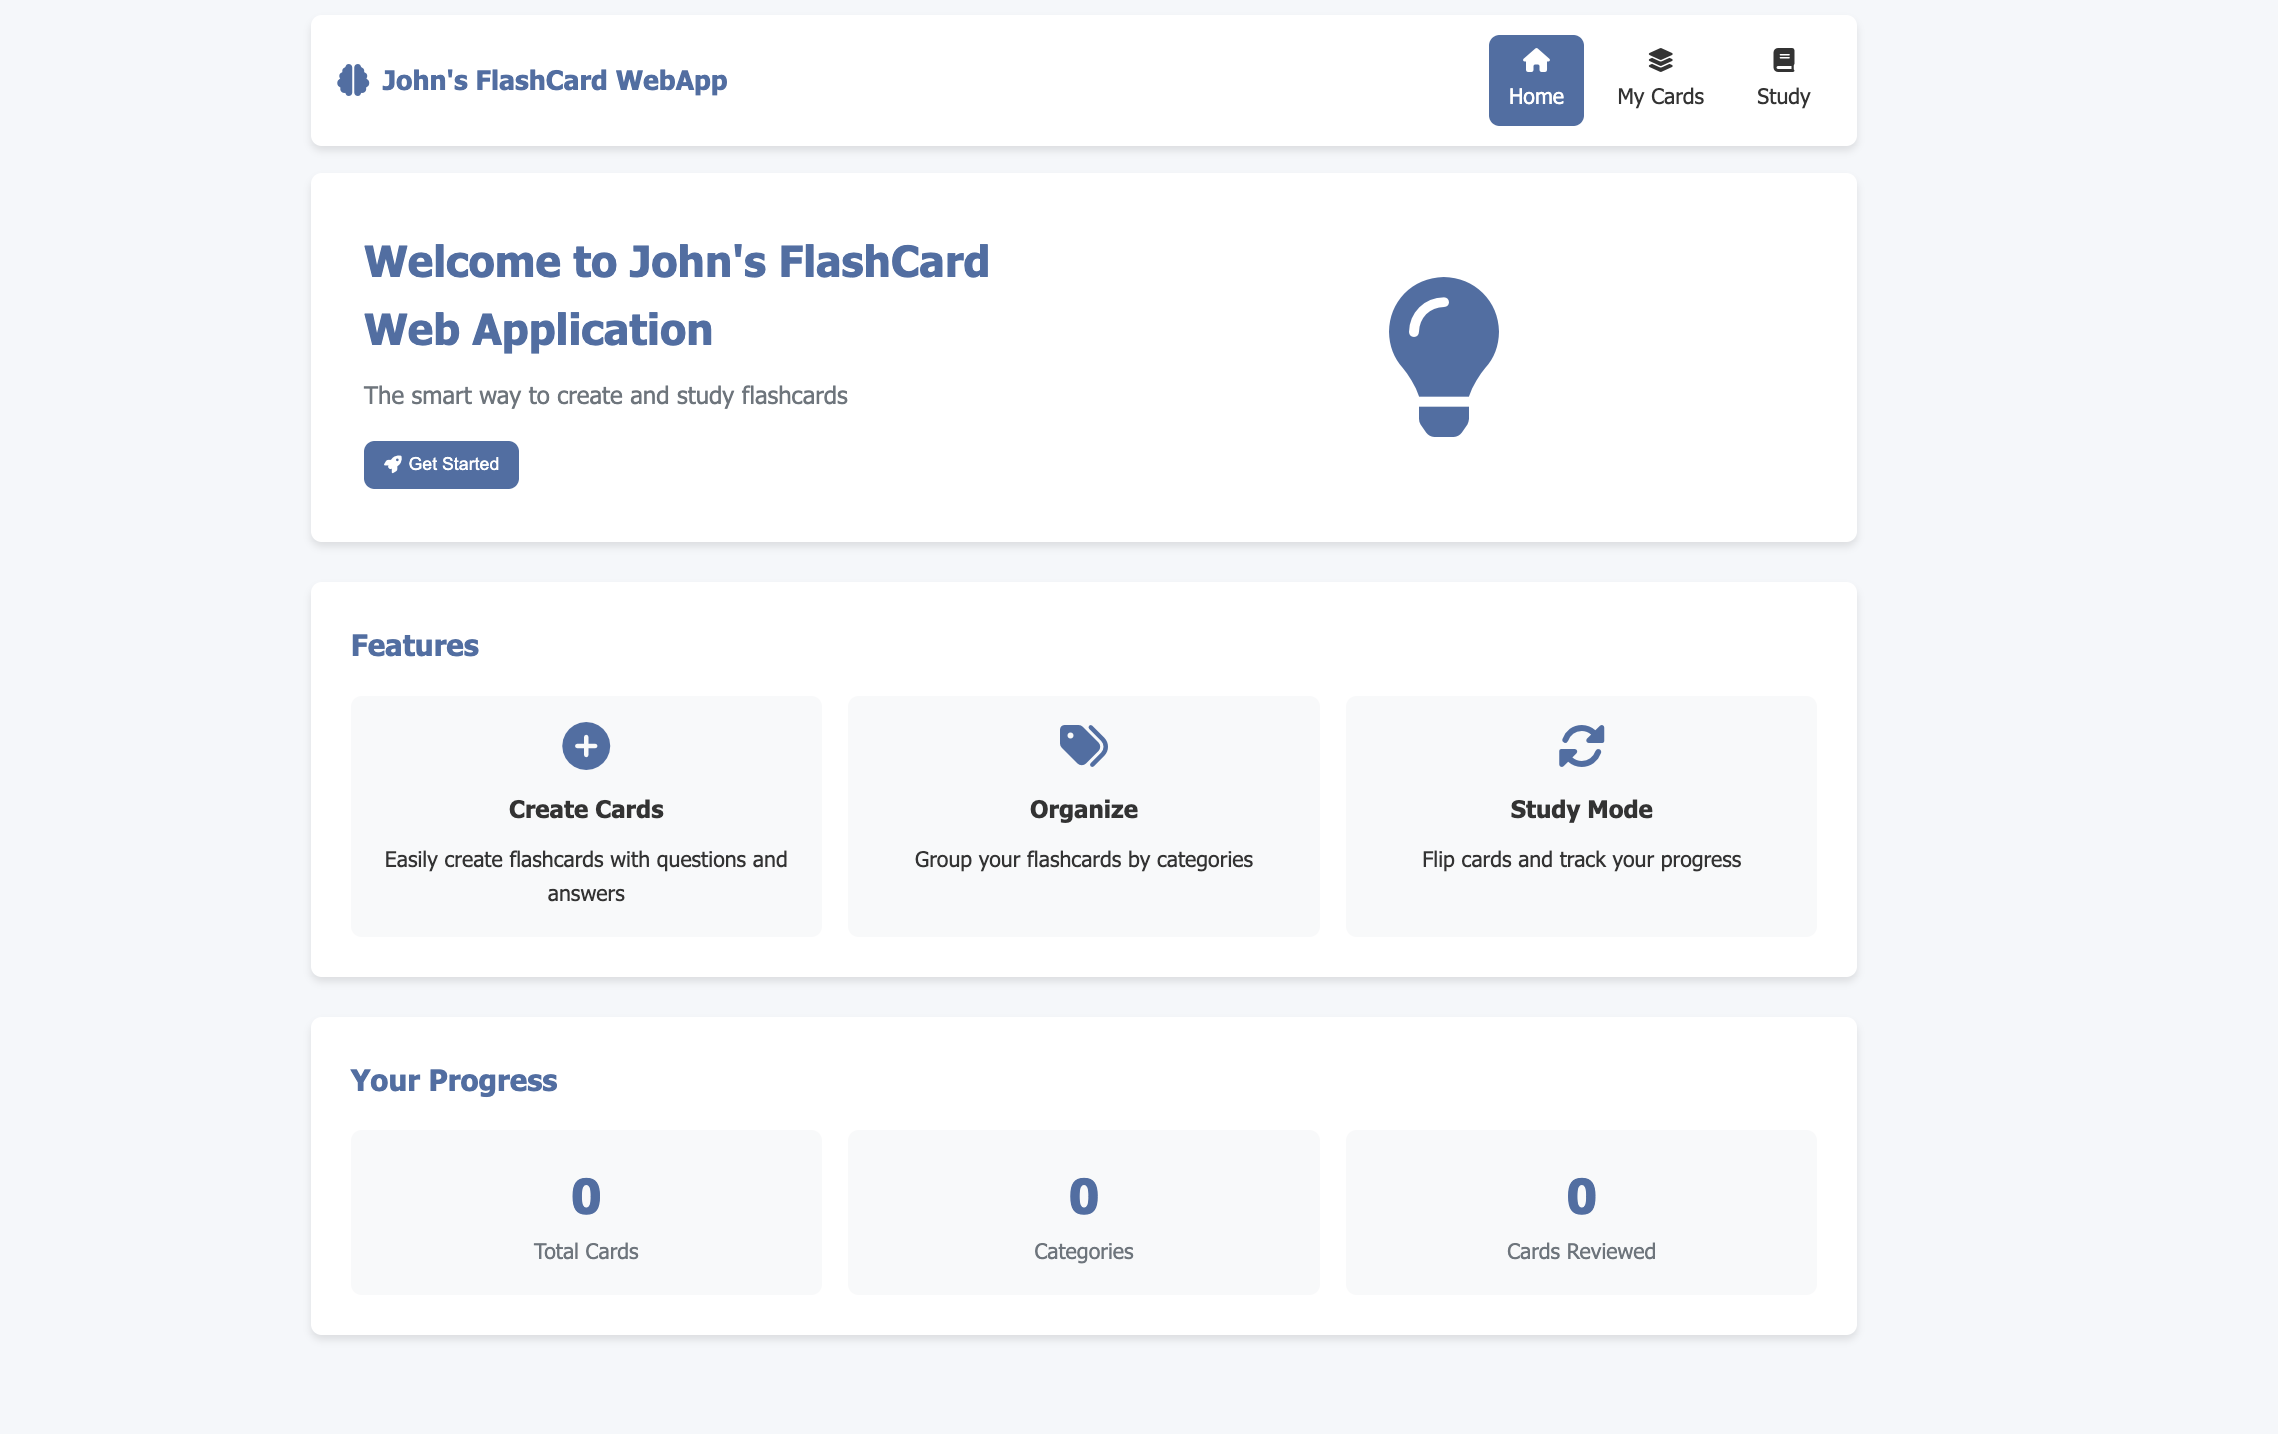 John's FlashCard WebApp
Home
My Cards
Study
Welcome to John's FlashCard
Web Application
The smart way to create and study flashcards
Get Started
Features
Create Cards
Easily create flashcards with questions and
answers
Organize
Group your flashcards by categories
Study Mode
Flip cards and track your progress
Your Progress
0
Total Cards
0
Categories
0
Cards Reviewed